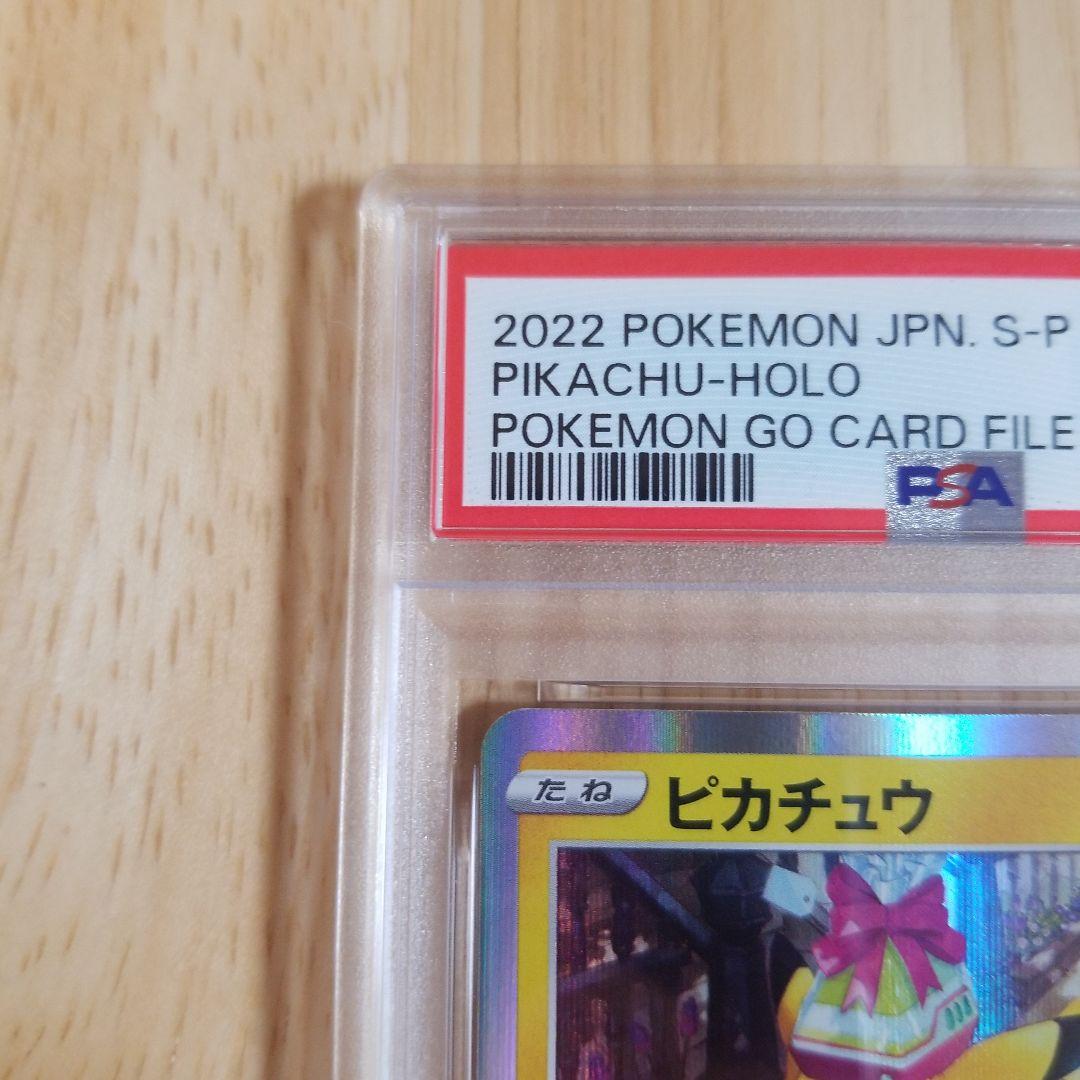 2022 POKEMON JPN. S-P
PIKACHU-HOLO
POKEMON GO CARD FILE
PSA
たね
ピカチュウ